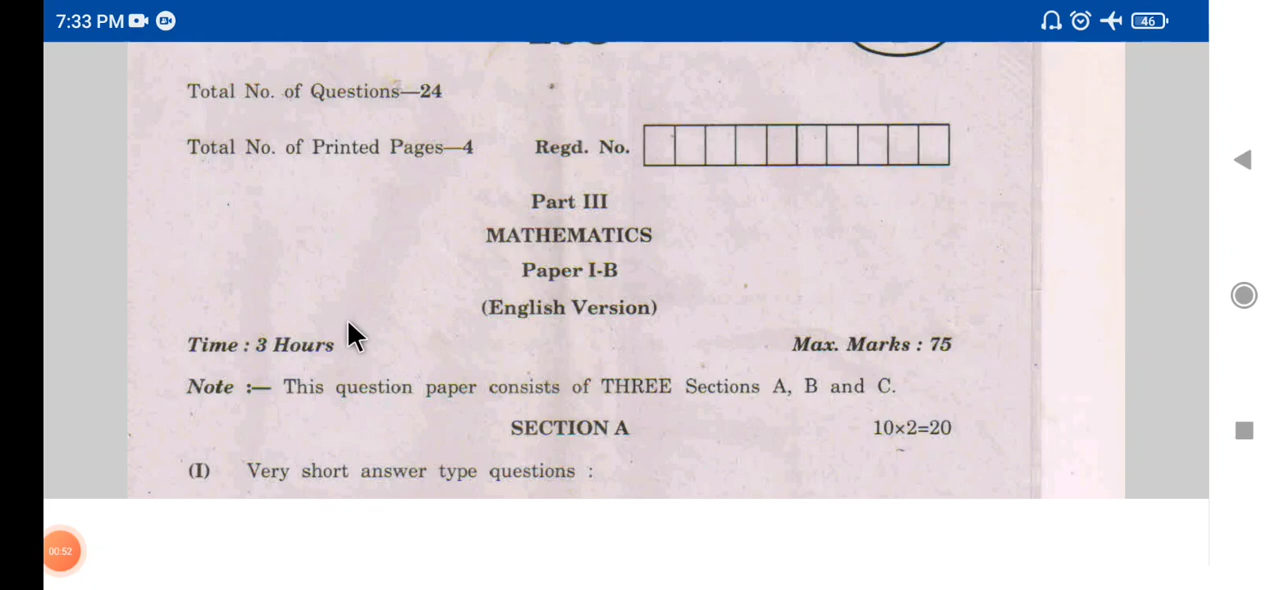 7:33 PM
46
Total No. of Questions—24
Total No. of Printed Pages—4 Regd. No.
Part III
MATHEMATICS
Paper I-B
(English Version)
Time : 3 Hours Max. Marks : 75
Note :— This question paper consists of THREE Sections A, B and C.
SECTION A 10×2=20
(I) Very short answer type questions :
00:52